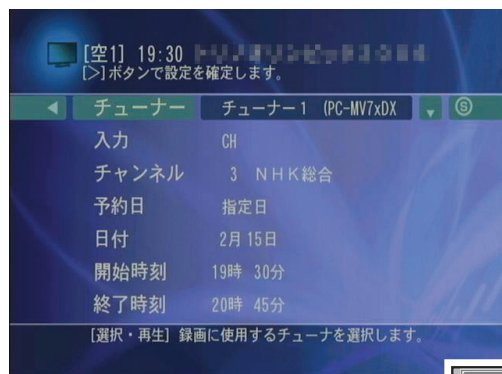 [空1] 19:30
[>]ボタンで設定を確定します。
チューナー チューナー1 (PC-MV7xDX
入力 CH
チャンネル 3 NHK総合
予約日 指定日
日付 2月15日
開始時刻 19時 30分
終了時刻 20時 45分
[選択・再生] 録画に使用するチューナを選択します。